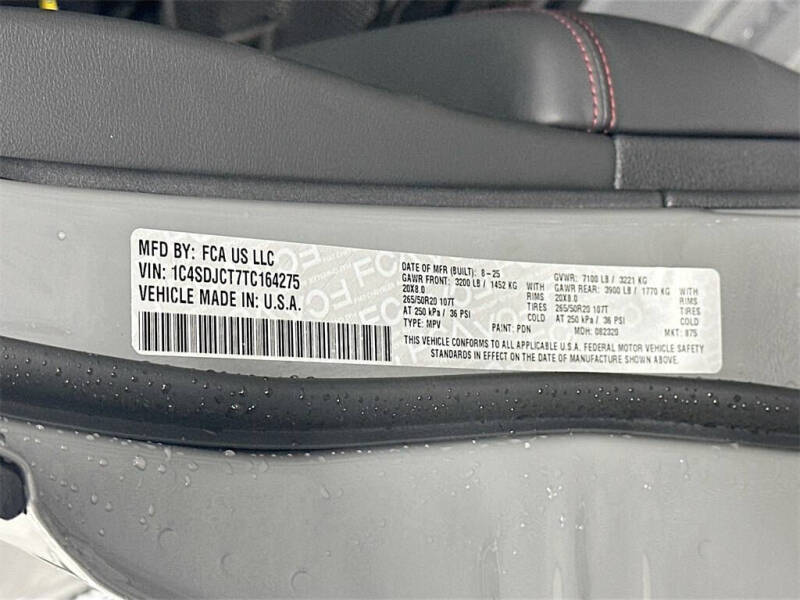 MFD BY: FCA US LLC
VIN: 1C4SDJCT7TC164275
VEHICLE MADE IN: U.S.A.
DATE OF MFR (BUILT): 8-25
GAWR FRONT: 3200 LB / 1452 KG WITH
20X8.0 RIMS
265/50R20 107T TIRES
AT 250 kPa / 36 PSI COLD
TYPE: MPV PAINT: PDN
GVWR: 7100 LB / 3221 KG
GAWR REAR: 3900 LB / 1770 KG WITH
20X8.0 RIMS
265/50R20 107T TIRES
AT 250 kPa / 36 PSI COLD
MDH: 082320 MKT: 875
THIS VEHICLE CONFORMS TO ALL APPLICABLE U.S.A. FEDERAL MOTOR VEHICLE SAFETY
STANDARDS IN EFFECT ON THE DATE OF MANUFACTURE SHOWN ABOVE.